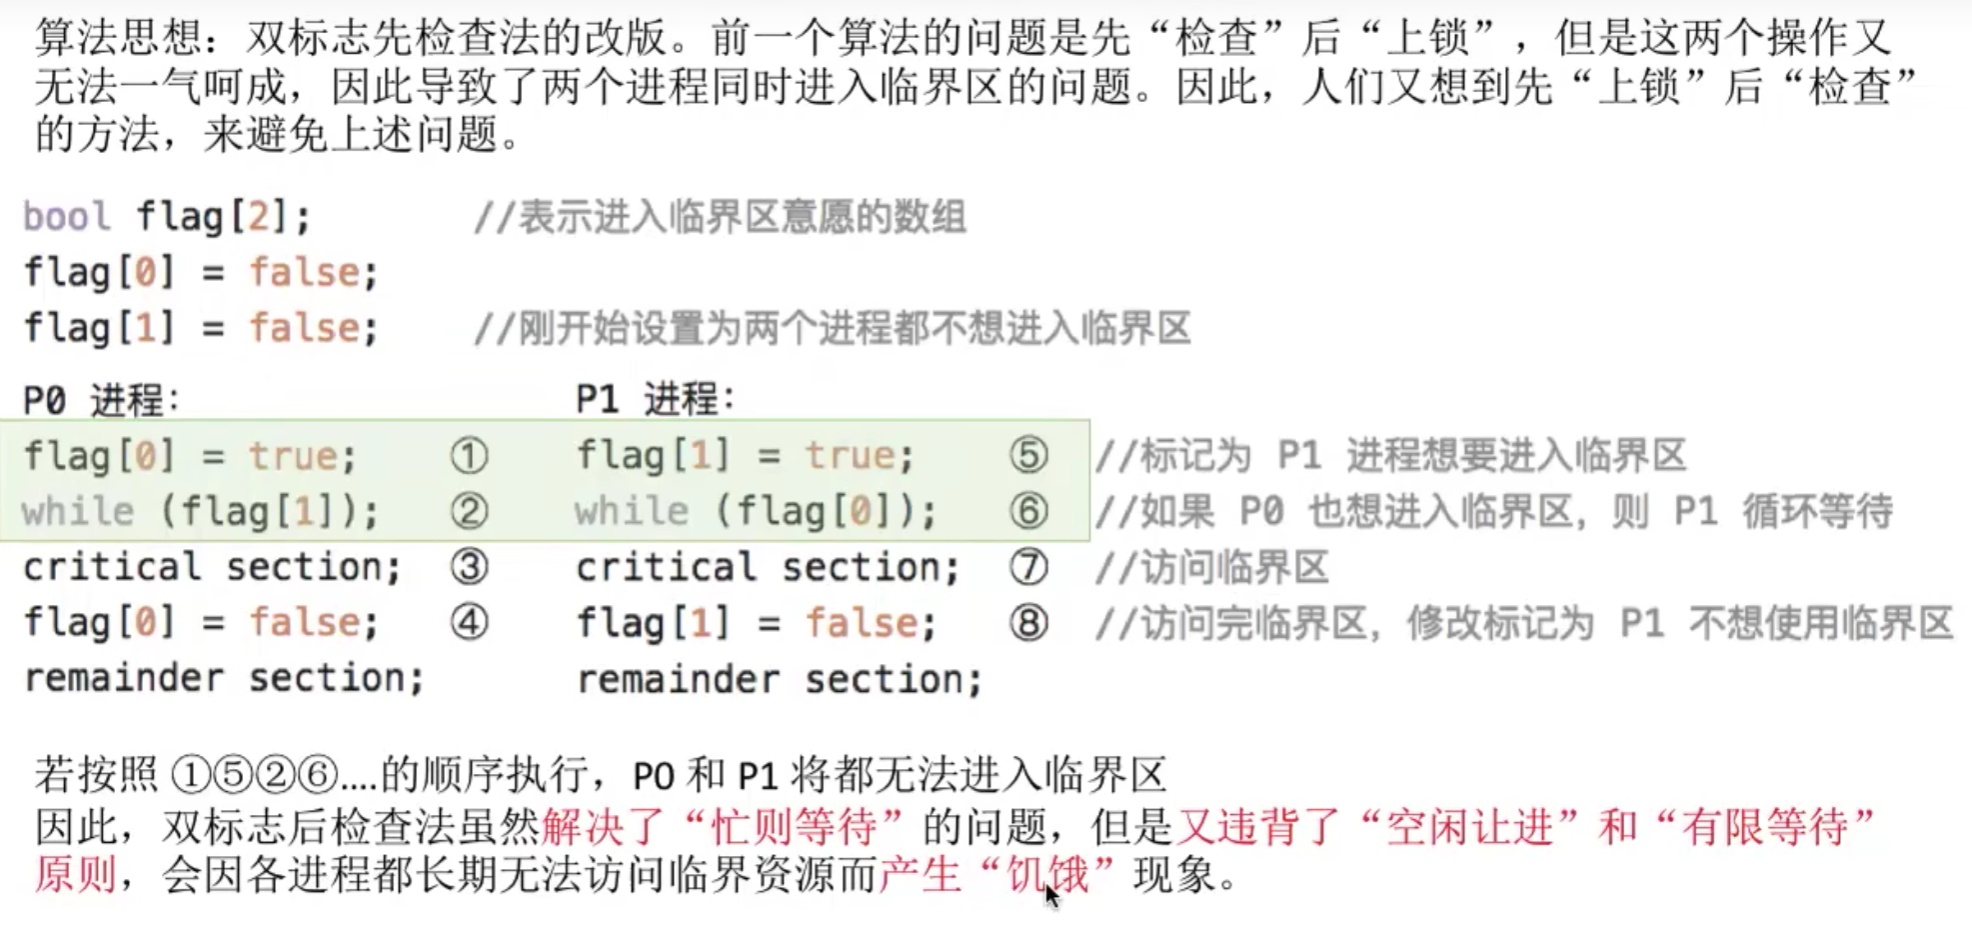 算法思想：双标志先检查法的改版。前一个算法的问题是先“检查”后“上锁”，但是这两个操作又
无法一气呵成，因此导致了两个进程同时进入临界区的问题。因此，人们又想到先“上锁”后“检查”
的方法，来避免上述问题。
bool flag[2]; //表示进入临界区意愿的数组
flag[0] = false;
flag[1] = false; //刚开始设置为两个进程都不想进入临界区
P0 进程： P1 进程：
flag[0] = true; ① flag[1] = true; ⑤ //标记为 P1 进程想要进入临界区
while (flag[1]); ② while (flag[0]); ⑥ //如果 P0 也想进入临界区，则 P1 循环等待
critical section; ③ critical section; ⑦ //访问临界区
flag[0] = false; ④ flag[1] = false; ⑧ //访问完临界区，修改标记为 P1 不想使用临界区
remainder section; remainder section;
若按照 ①⑤②⑥....的顺序执行，P0 和 P1 将都无法进入临界区
因此，双标志后检查法虽然解决了“忙则等待”的问题，但是又违背了“空闲让进”和“有限等待”
原则，会因各进程都长期无法访问临界资源而产生“饥饿”现象。